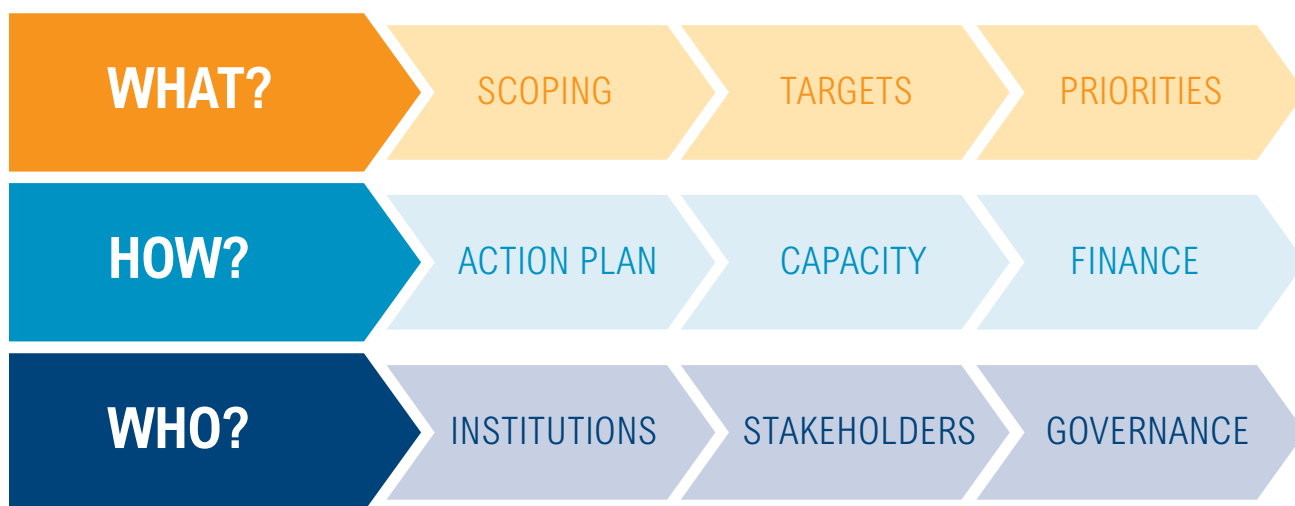 WHAT? SCOPING TARGETS PRIORITIES
HOW? ACTION PLAN CAPACITY FINANCE
WHO? INSTITUTIONS STAKEHOLDERS GOVERNANCE